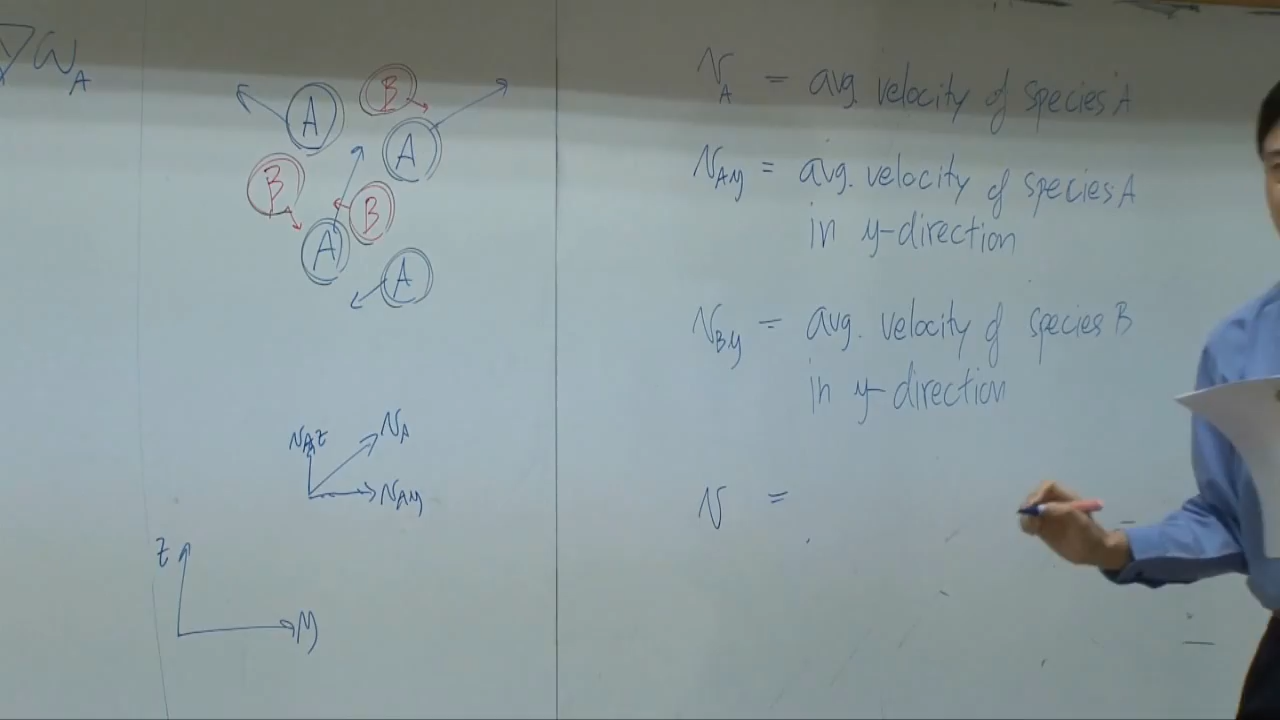 ∇ω_A
A
B
A
B
B
A
A
v_A = avg. velocity of species A
v_Ay = avg. velocity of species A
in y-direction
v_By = avg. velocity of species B
in y-direction
v =
v_Az
v_A
v_Ay
z
y